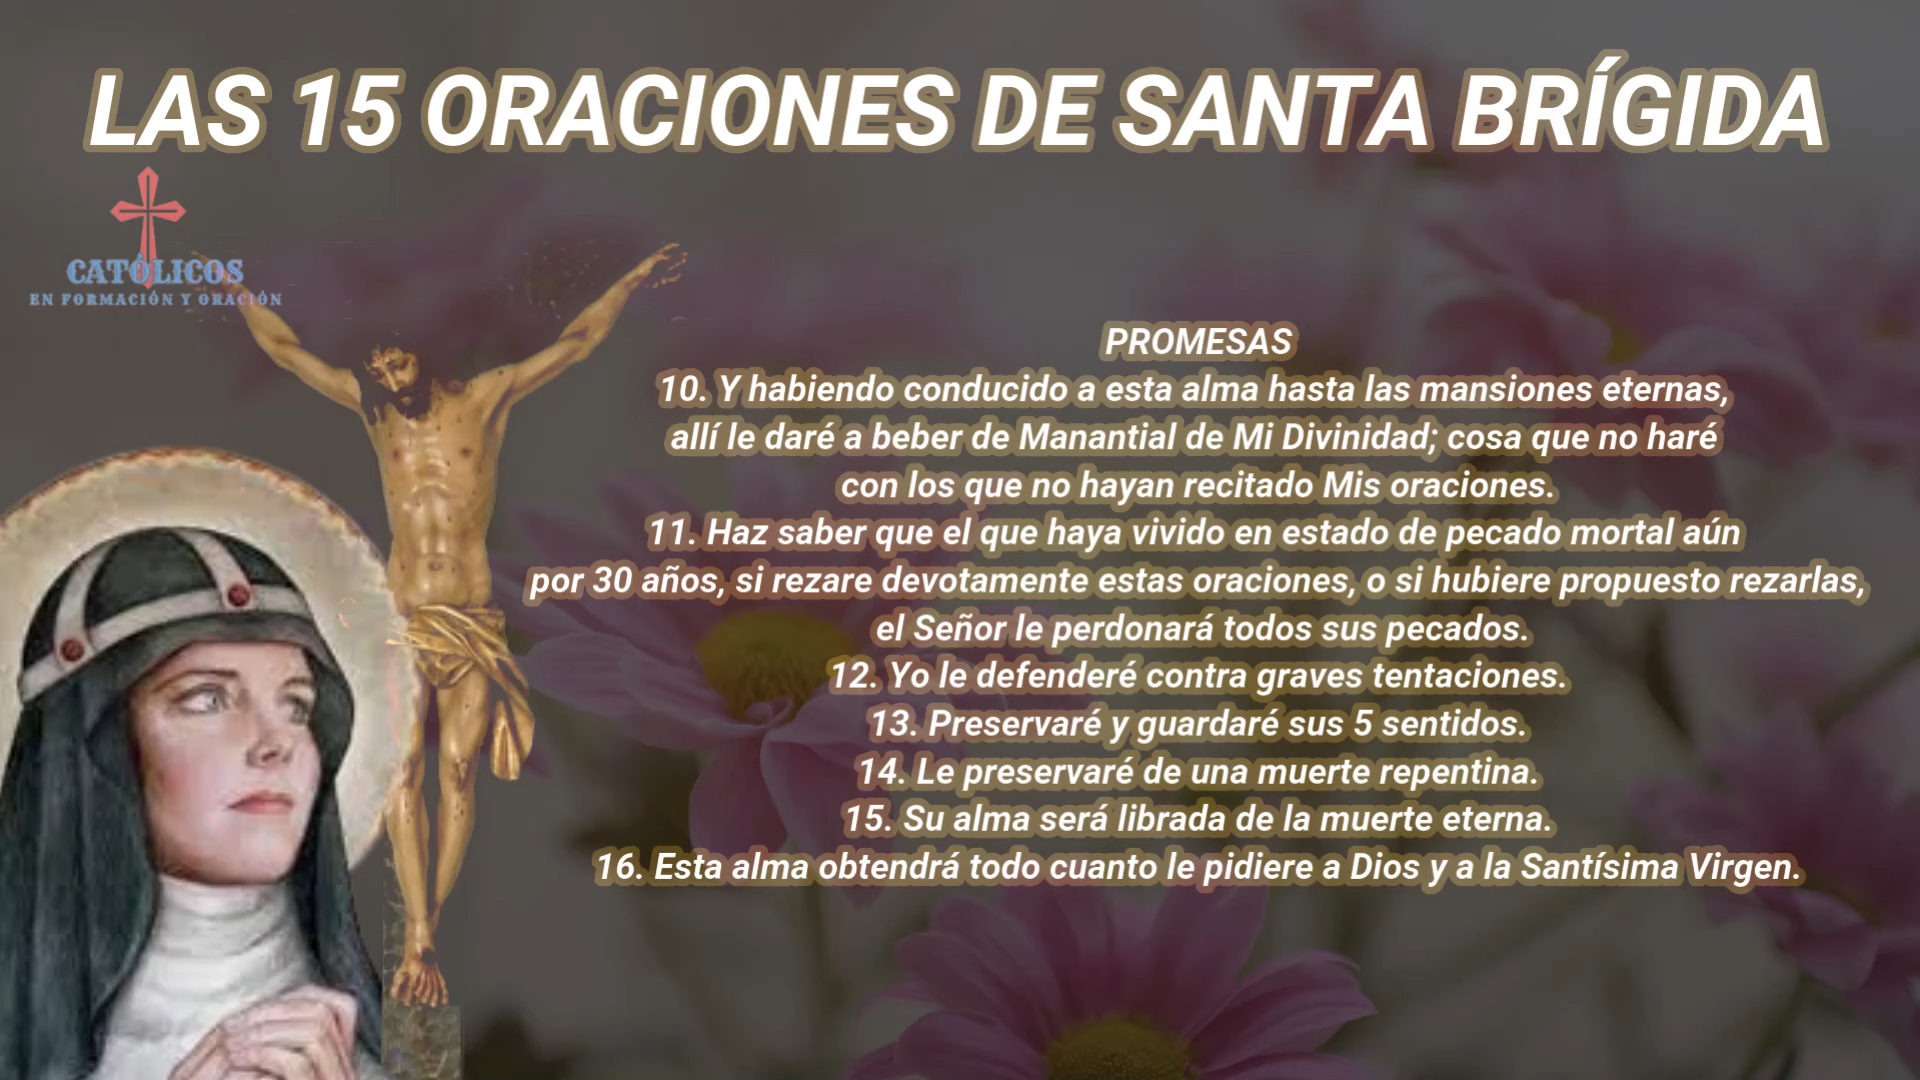 LAS 15 ORACIONES DE SANTA BRÍGIDA
CATÓLICOS
EN FORMACIÓN Y ORACIÓN
PROMESAS
10. Y habiendo conducido a esta alma hasta las mansiones eternas,
allí le daré a beber de Manantial de Mi Divinidad; cosa que no haré
con los que no hayan recitado Mis oraciones.
11. Haz saber que el que haya vivido en estado de pecado mortal aún
por 30 años, si rezare devotamente estas oraciones, o si hubiere propuesto rezarlas,
el Señor le perdonará todos sus pecados.
12. Yo le defenderé contra graves tentaciones.
13. Preservaré y guardaré sus 5 sentidos.
14. Le preservaré de una muerte repentina.
15. Su alma será librada de la muerte eterna.
16. Esta alma obtendrá todo cuanto le pidiere a Dios y a la Santísima Virgen.